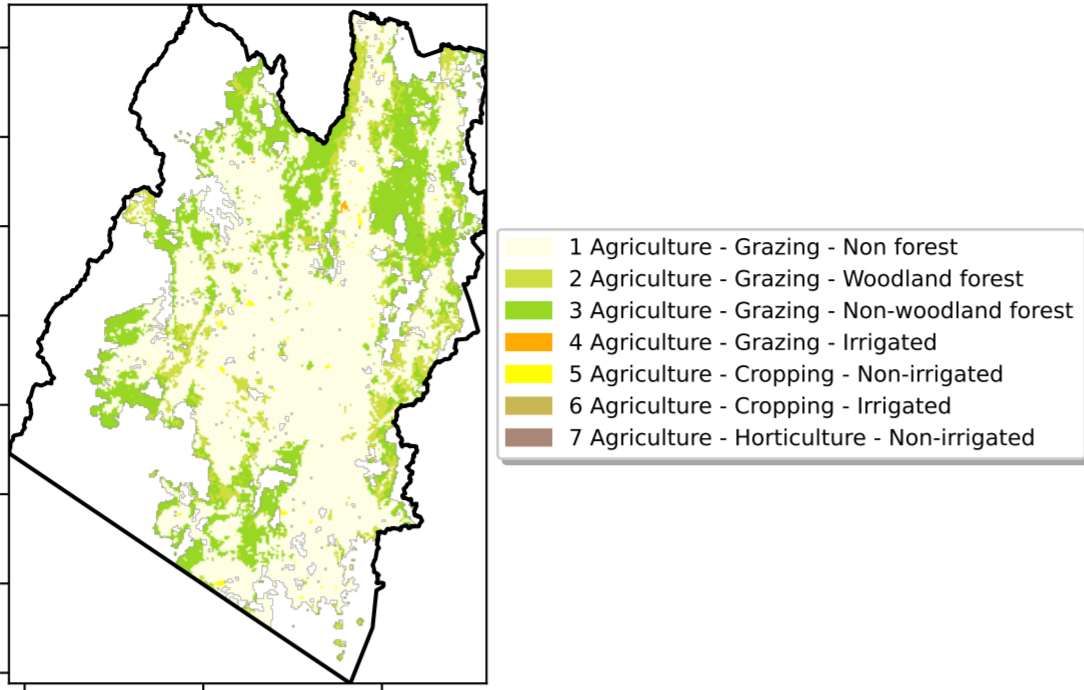 1 Agriculture - Grazing - Non forest
2 Agriculture - Grazing - Woodland forest
3 Agriculture - Grazing - Non-woodland forest
4 Agriculture - Grazing - Irrigated
5 Agriculture - Cropping - Non-irrigated
6 Agriculture - Cropping - Irrigated
7 Agriculture - Horticulture - Non-irrigated